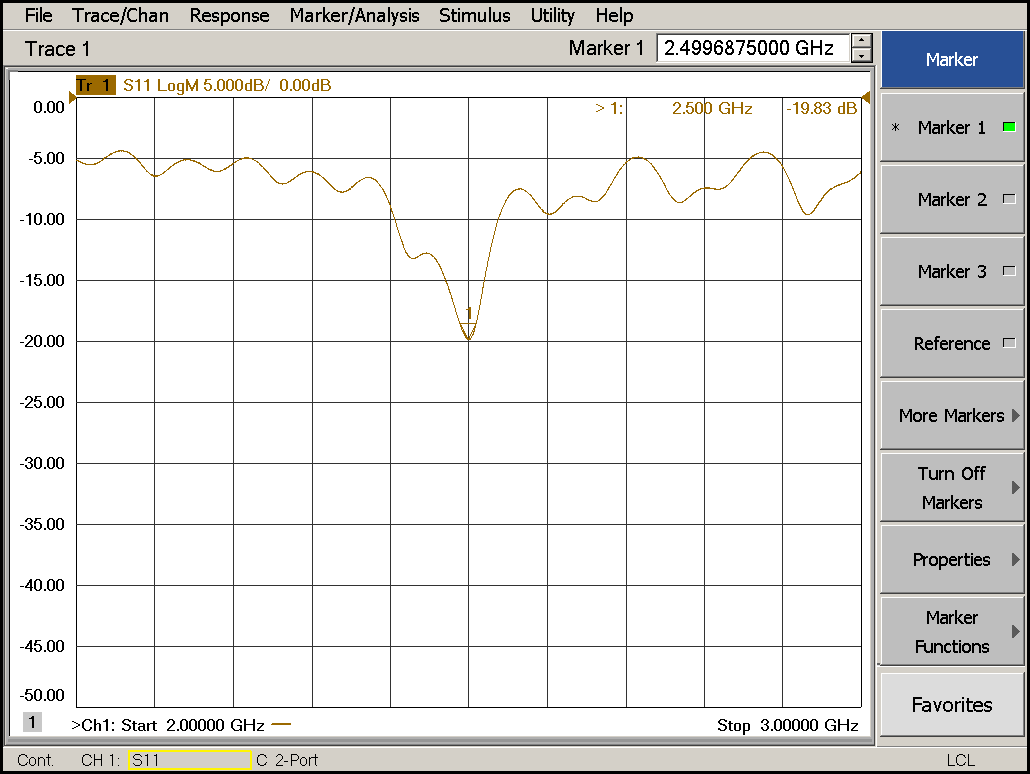 File Trace/Chan Response Marker/Analysis Stimulus Utility Help
Trace 1 Marker 1 2.4996875000 GHz
Marker
Tr 1 S11 LogM 5.000dB/ 0.00dB
0.00
> 1: 2.500 GHz -19.83 dB
* Marker 1
-5.00
Marker 2
-10.00
Marker 3
-15.00
1
-20.00
Reference
-25.00
More Markers
-30.00
Turn Off
Markers
-35.00
Properties
-40.00
Marker
Functions
-45.00
-50.00
Favorites
1 >Ch1: Start 2.00000 GHz Stop 3.00000 GHz
Cont. CH 1: S11 C 2-Port LCL